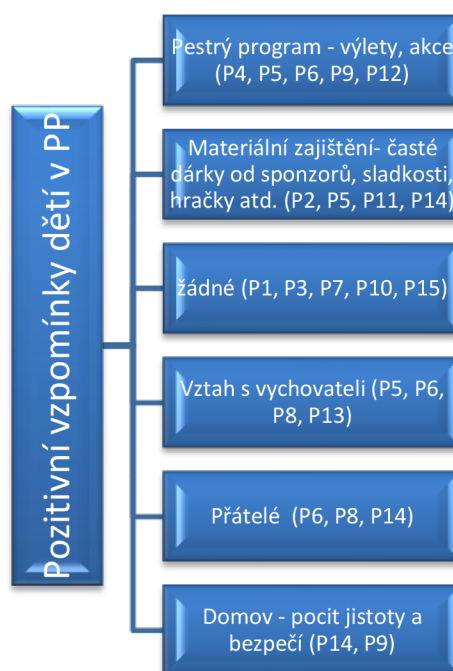 Pozitivní vzpomínky dětí v PP
Pestrý program - výlety, akce
(P4, P5, P6, P9, P12)
Materiální zajištění- časté
dárky od sponzorů, sladkosti,
hračky atd. (P2, P5, P11, P14)
žádné (P1, P3, P7, P10, P15)
Vztah s vychovateli (P5, P6,
P8, P13)
Přátelé  (P6, P8, P14)
Domov - pocit jistoty a
bezpečí (P14, P9)